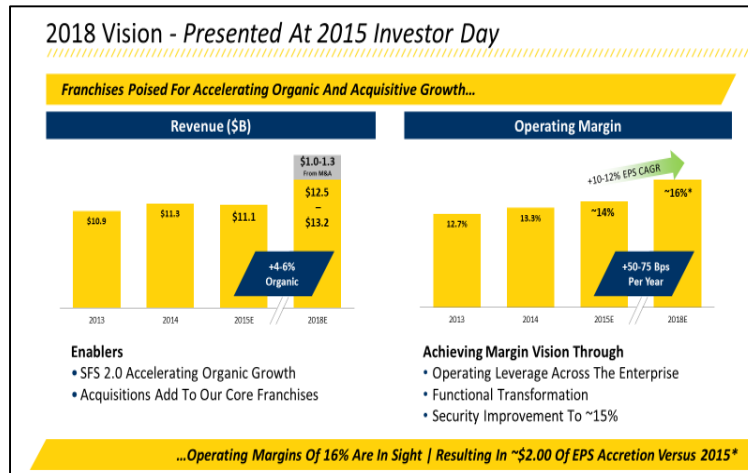 2018 Vision - Presented At 2015 Investor Day
Franchises Poised For Accelerating Organic And Acquisitive Growth…
Revenue ($B)
$10.9
$11.3
$11.1
$1.0-1.3
From M&A
$12.5
–
$13.2
+4-6%
Organic
2013
2014
2015E
2018E
Operating Margin
+10-12% EPS CAGR
12.7%
13.3%
~14%
~16%*
+50-75 Bps
Per Year
2013
2014
2015E
2018E
Enablers
• SFS 2.0 Accelerating Organic Growth
• Acquisitions Add To Our Core Franchises
Achieving Margin Vision Through
• Operating Leverage Across The Enterprise
• Functional Transformation
• Security Improvement To ~15%
…Operating Margins Of 16% Are In Sight | Resulting In ~$2.00 Of EPS Accretion Versus 2015*